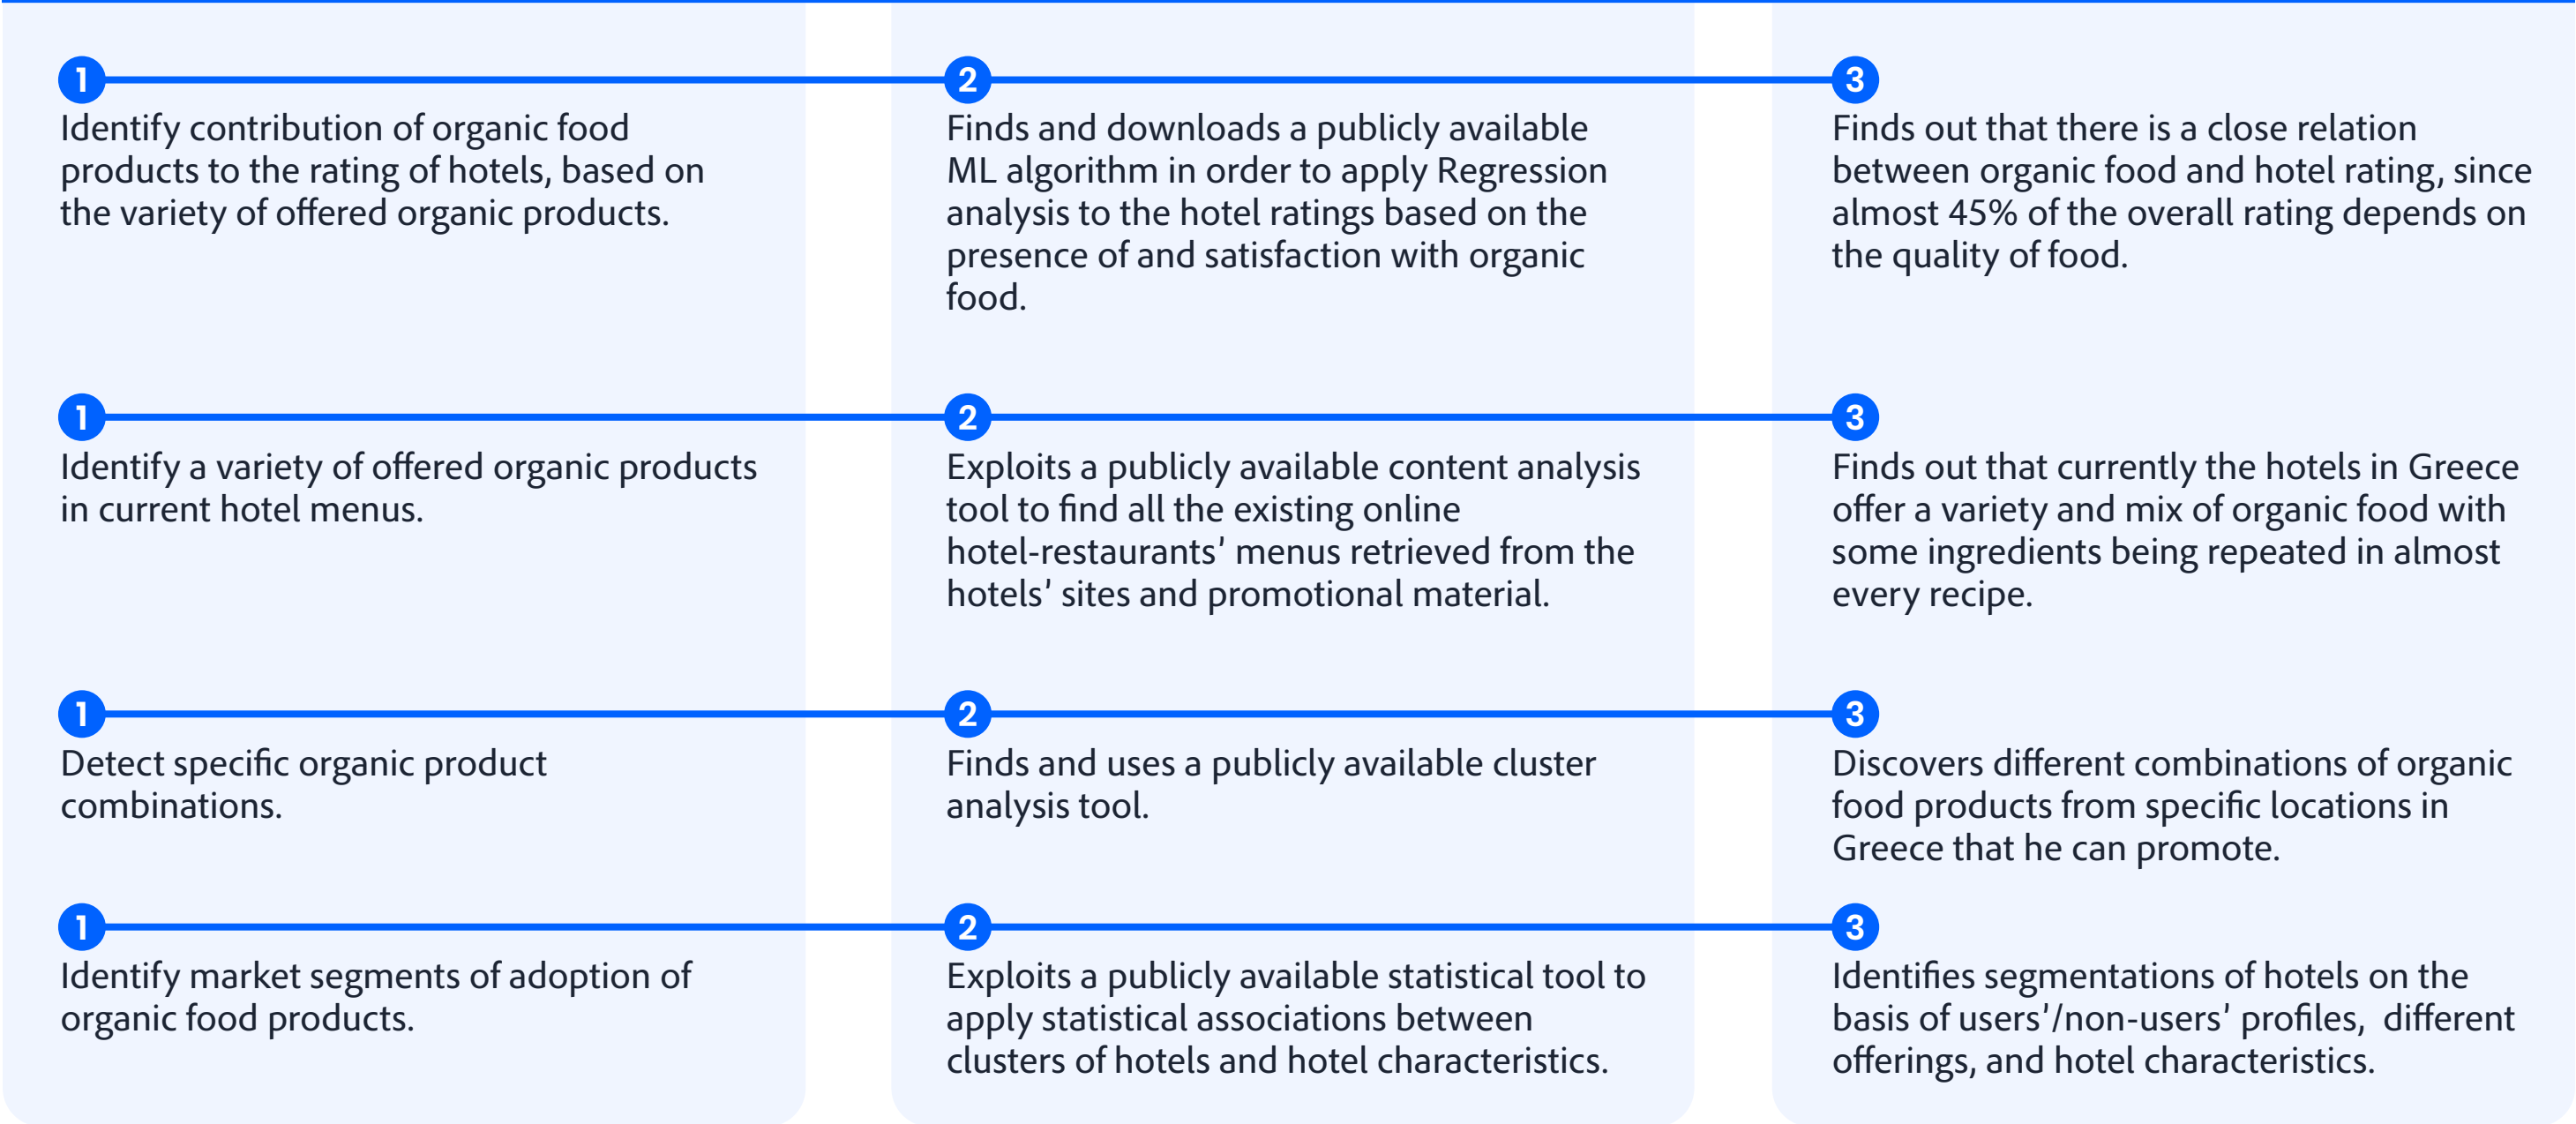 1
Identify contribution of organic food
products to the rating of hotels, based on
the variety of offered organic products.
2
Finds and downloads a publicly available
ML algorithm in order to apply Regression
analysis to the hotel ratings based on the
presence of and satisfaction with organic
food.
3
Finds out that there is a close relation
between organic food and hotel rating, since
almost 45% of the overall rating depends on
the quality of food.
1
Identify a variety of offered organic products
in current hotel menus.
2
Exploits a publicly available content analysis
tool to find all the existing online
hotel-restaurants’ menus retrieved from the
hotels’ sites and promotional material.
3
Finds out that currently the hotels in Greece
offer a variety and mix of organic food with
some ingredients being repeated in almost
every recipe.
1
Detect specific organic product
combinations.
2
Finds and uses a publicly available cluster
analysis tool.
3
Discovers different combinations of organic
food products from specific locations in
Greece that he can promote.
1
Identify market segments of adoption of
organic food products.
2
Exploits a publicly available statistical tool to
apply statistical associations between
clusters of hotels and hotel characteristics.
3
Identifies segmentations of hotels on the
basis of users’/non-users’ profiles,  different
offerings, and hotel characteristics.